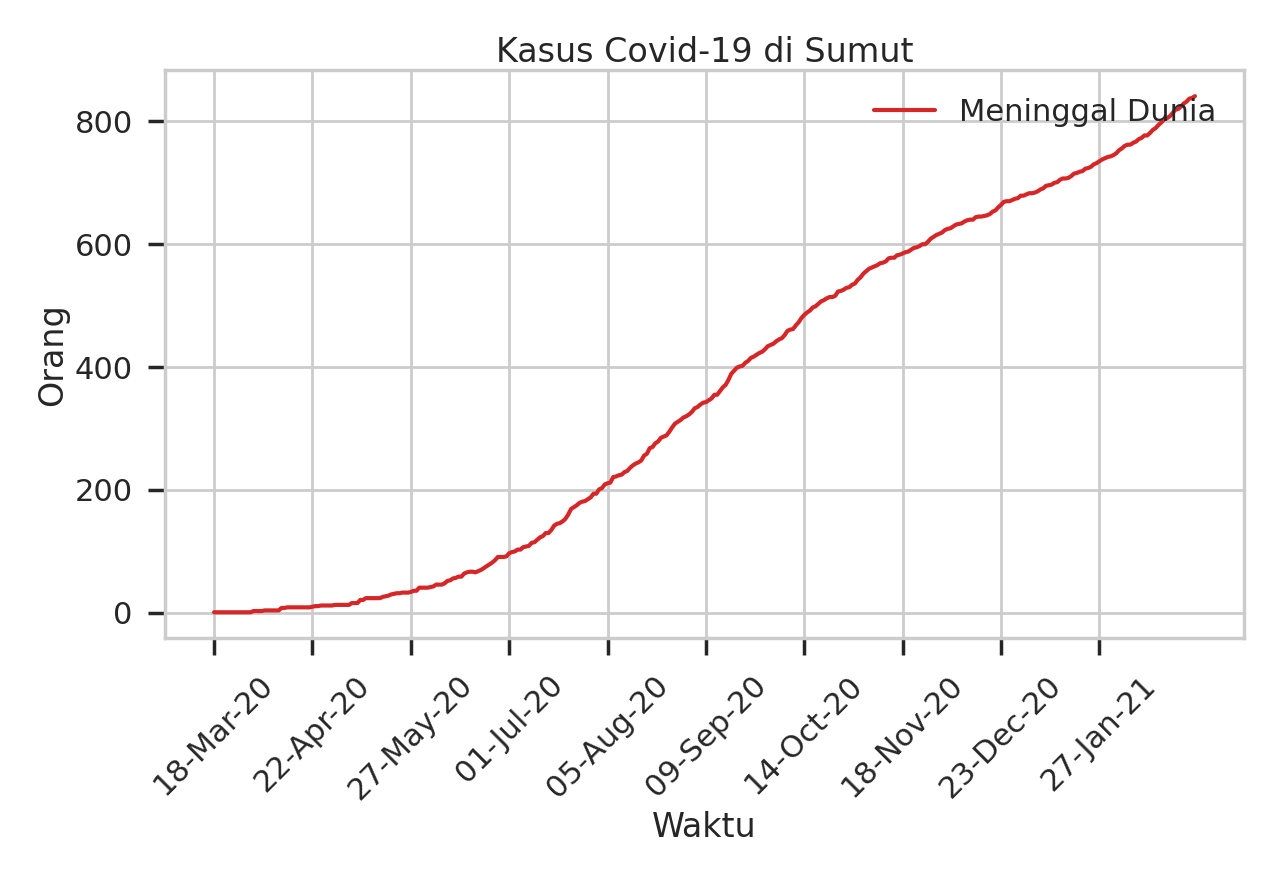 Kasus Covid-19 di Sumut
Meninggal Dunia
800
600
400
200
0
Orang
18-Mar-20
22-Apr-20
27-May-20
01-Jul-20
05-Aug-20
09-Sep-20
14-Oct-20
18-Nov-20
23-Dec-20
27-Jan-21
Waktu